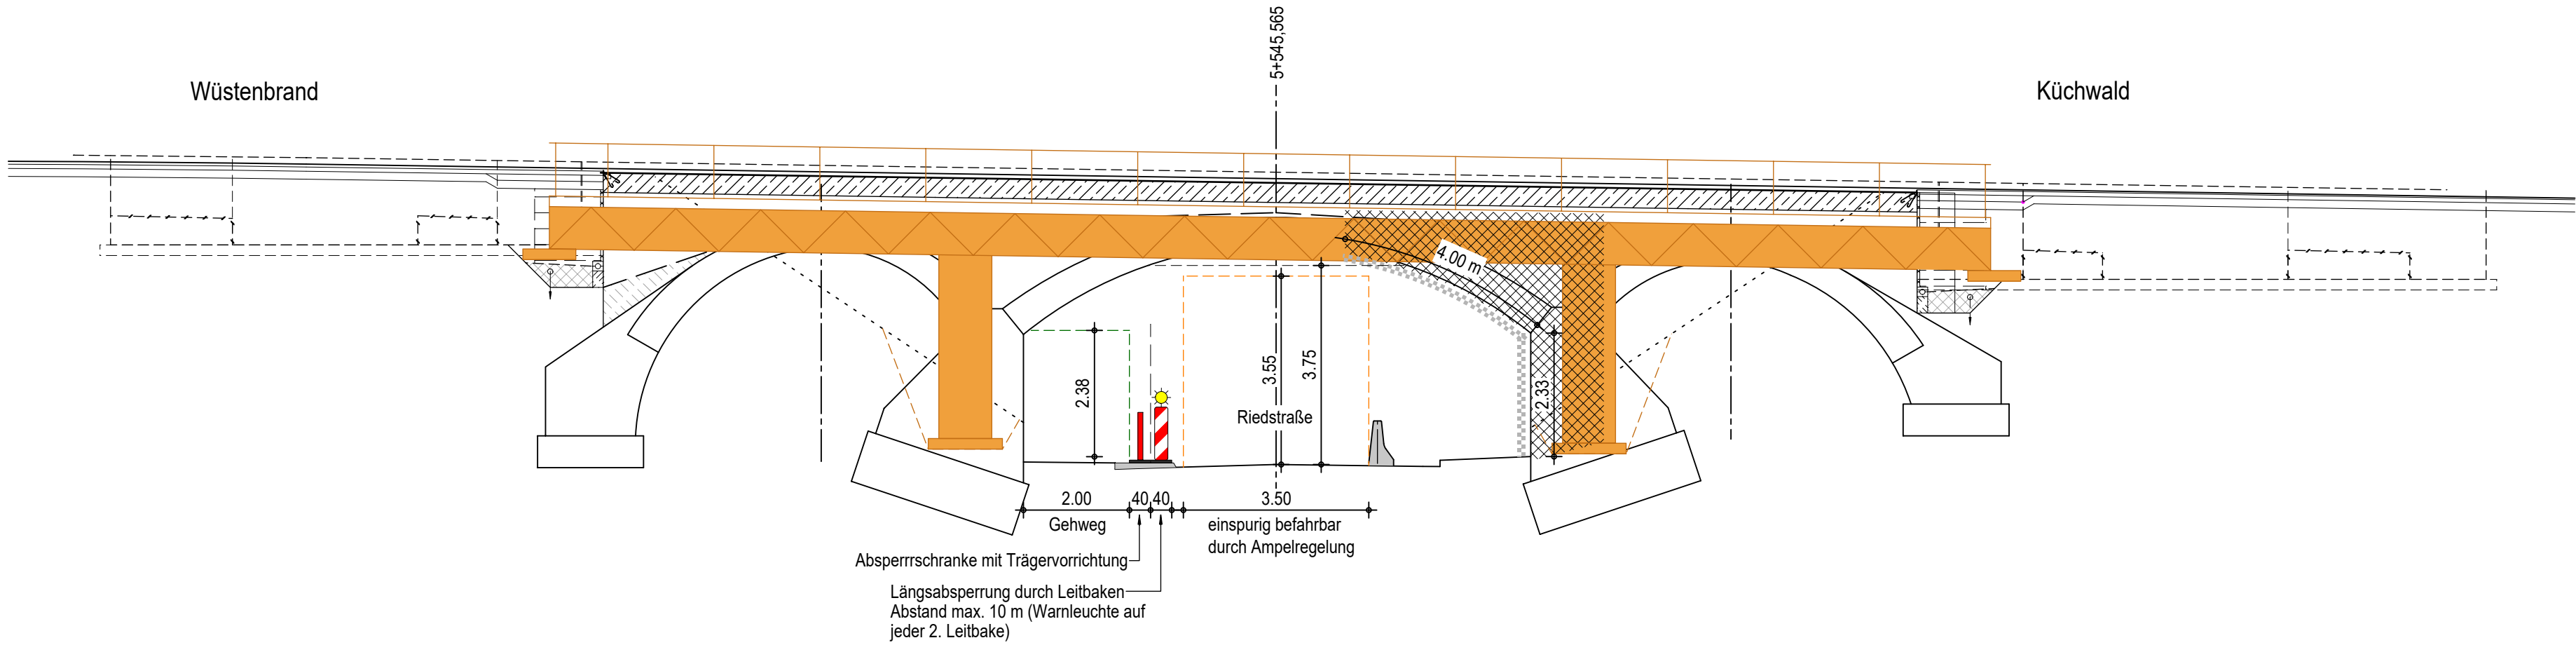 5+545,565
Wüstenbrand
Küchwald
4.00 m
2.38
3.55
3.75
2.33
Riedstraße
2.00
40
40
3.50
Gehweg
einspurig befahrbar
durch Ampelregelung
Absperrrschranke mit Trägervorrichtung
Längsabsperrung durch Leitbaken
Abstand max. 10 m (Warnleuchte auf
jeder 2. Leitbake)